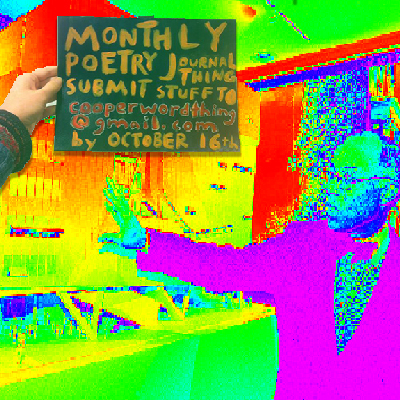 MONTHLY
POETRY JOURNAL
THING
SUBMIT STUFF TO
cooperwordthing
@gmail.com
by OCTOBER 16th